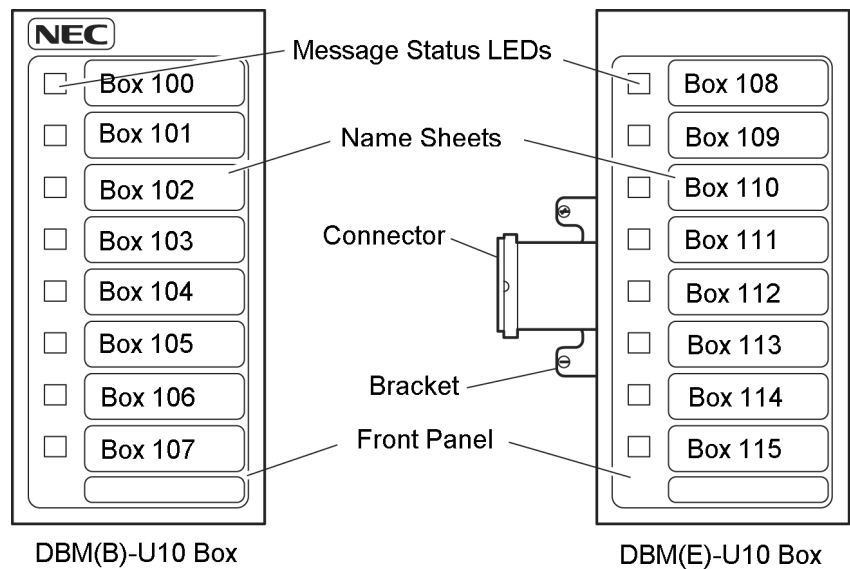 NEC
Message Status LEDs
Box 100
Box 101
Box 102
Box 103
Box 104
Box 105
Box 106
Box 107
Name Sheets
Connector
Bracket
Front Panel
Box 108
Box 109
Box 110
Box 111
Box 112
Box 113
Box 114
Box 115
DBM(B)-U10 Box
DBM(E)-U10 Box